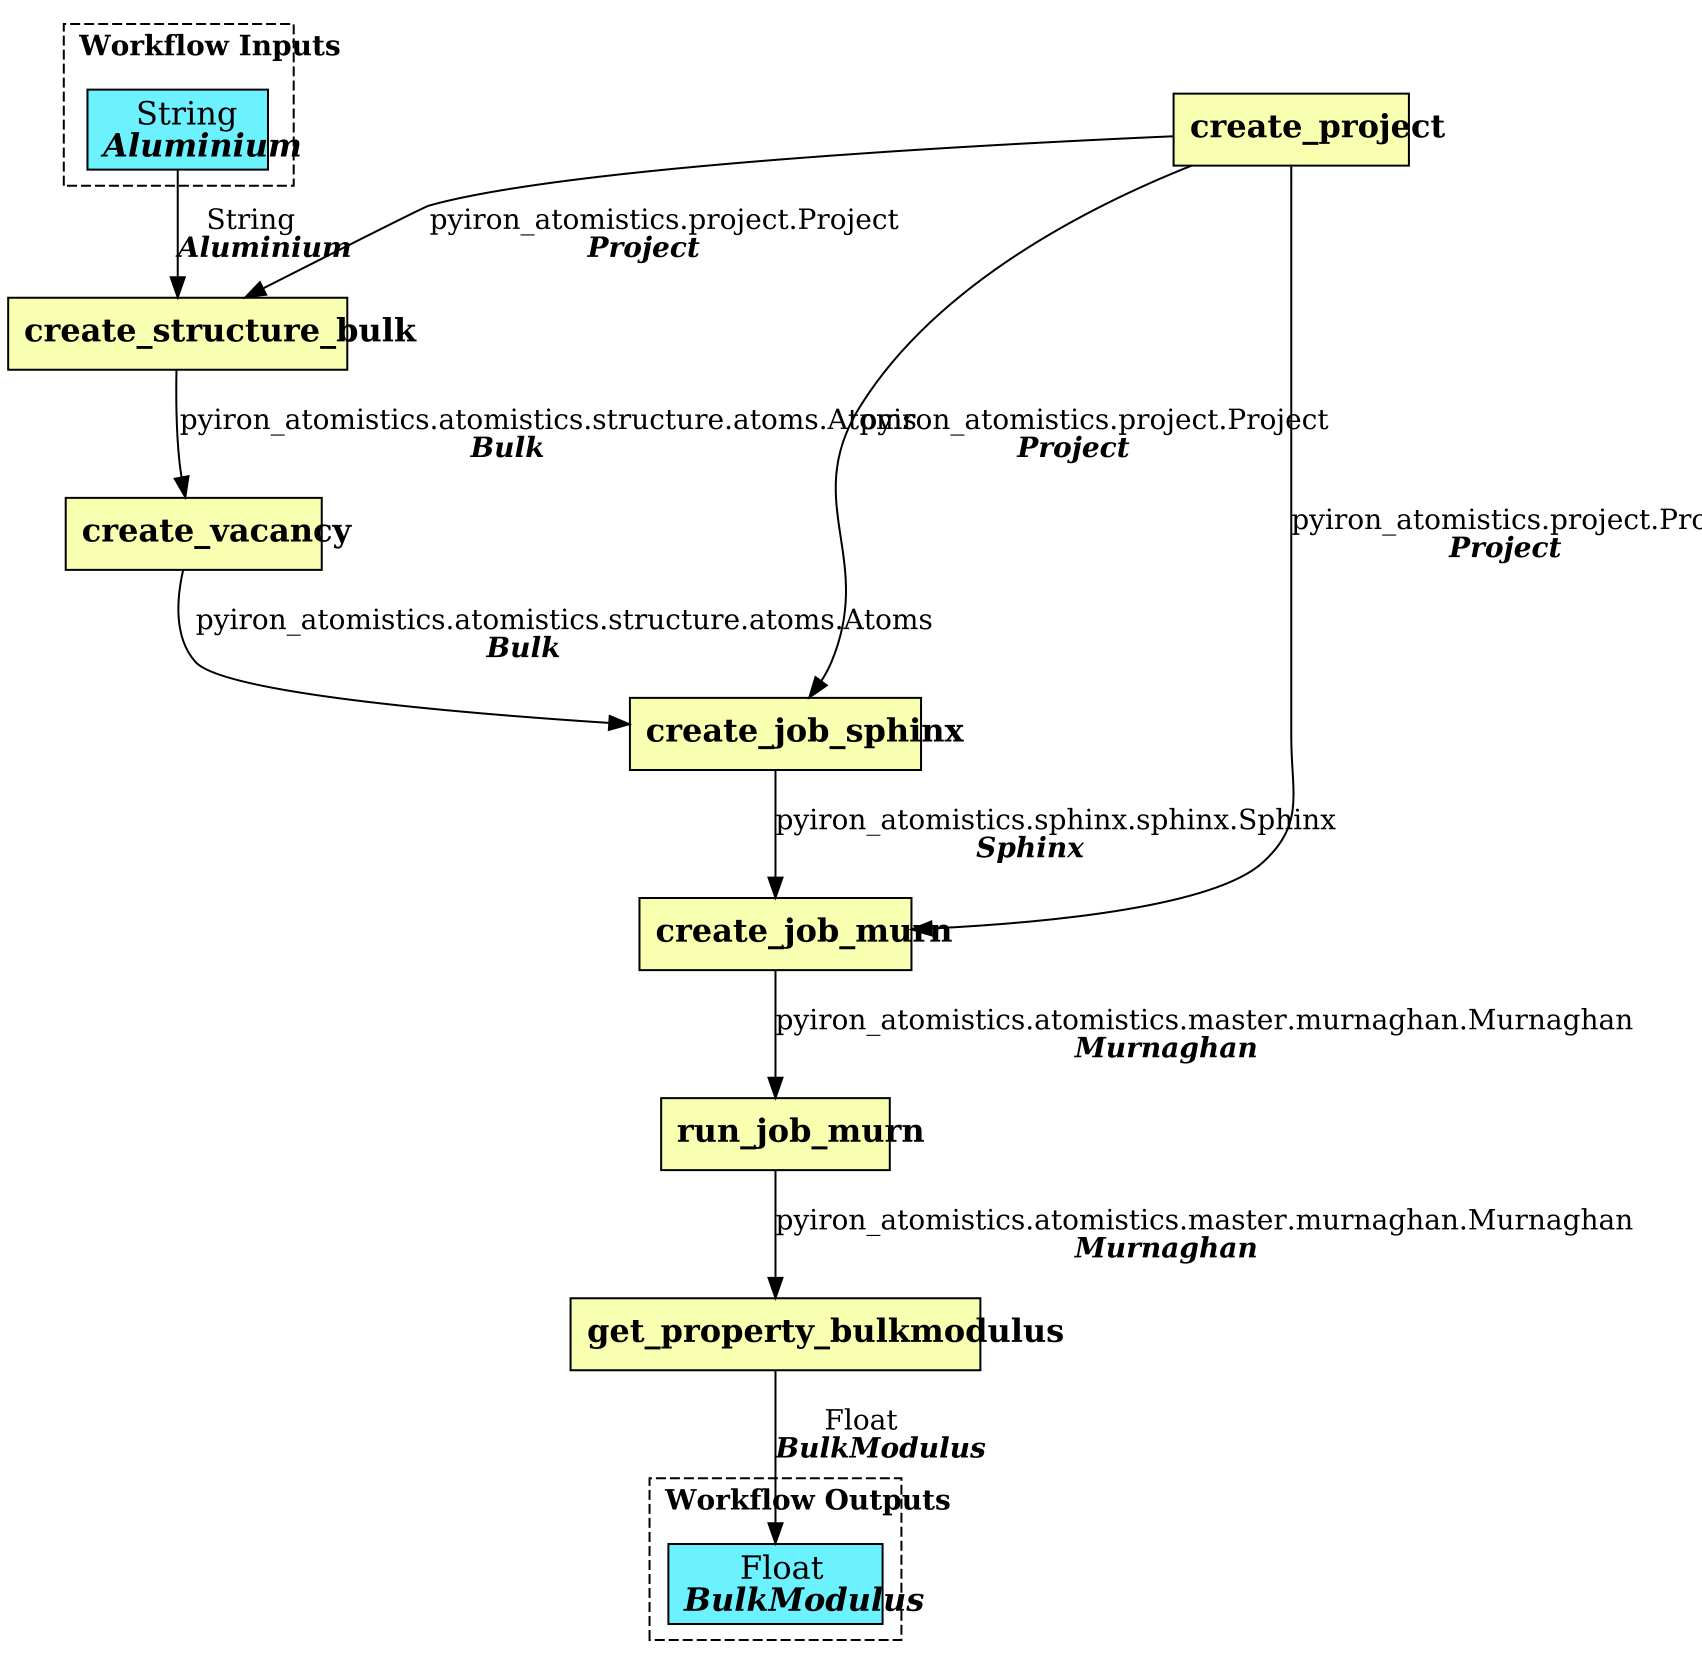 Workflow Inputs
String
Aluminium
create_project
String
Aluminium
pyiron_atomistics.project.Project
Project
create_structure_bulk
pyiron_atomistics.atomistics.structure.atoms.Atoms
Bulk
pyiron_atomistics.project.Project
Project
create_vacancy
pyiron_atomistics.project.Pro
Project
pyiron_atomistics.atomistics.structure.atoms.Atoms
Bulk
create_job_sphinx
pyiron_atomistics.sphinx.sphinx.Sphinx
Sphinx
create_job_murn
pyiron_atomistics.atomistics.master.murnaghan.Murnaghan
Murnaghan
run_job_murn
pyiron_atomistics.atomistics.master.murnaghan.Murnaghan
Murnaghan
get_property_bulkmodulus
Float
BulkModulus
Workflow Outputs
Float
BulkModulus